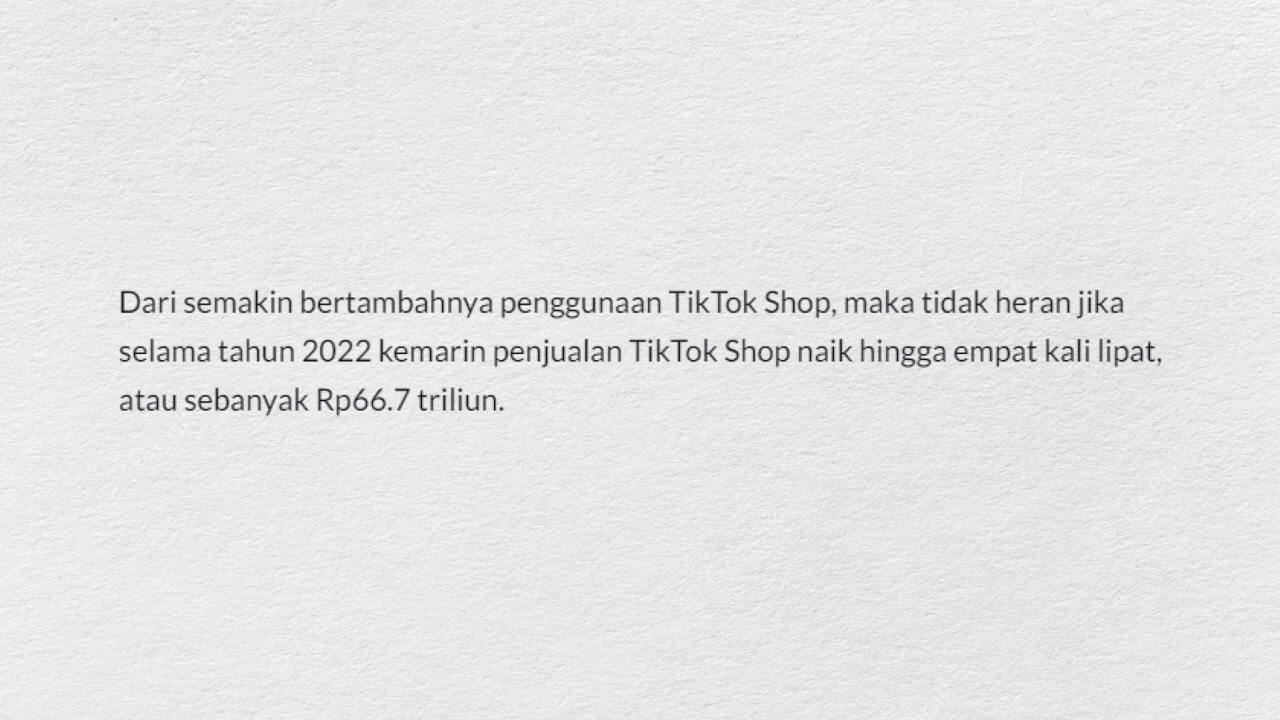 Dari semakin bertambahnya penggunaan TikTok Shop, maka tidak heran jika
selama tahun 2022 kemarin penjualan TikTok Shop naik hingga empat kali lipat,
atau sebanyak Rp66.7 triliun.